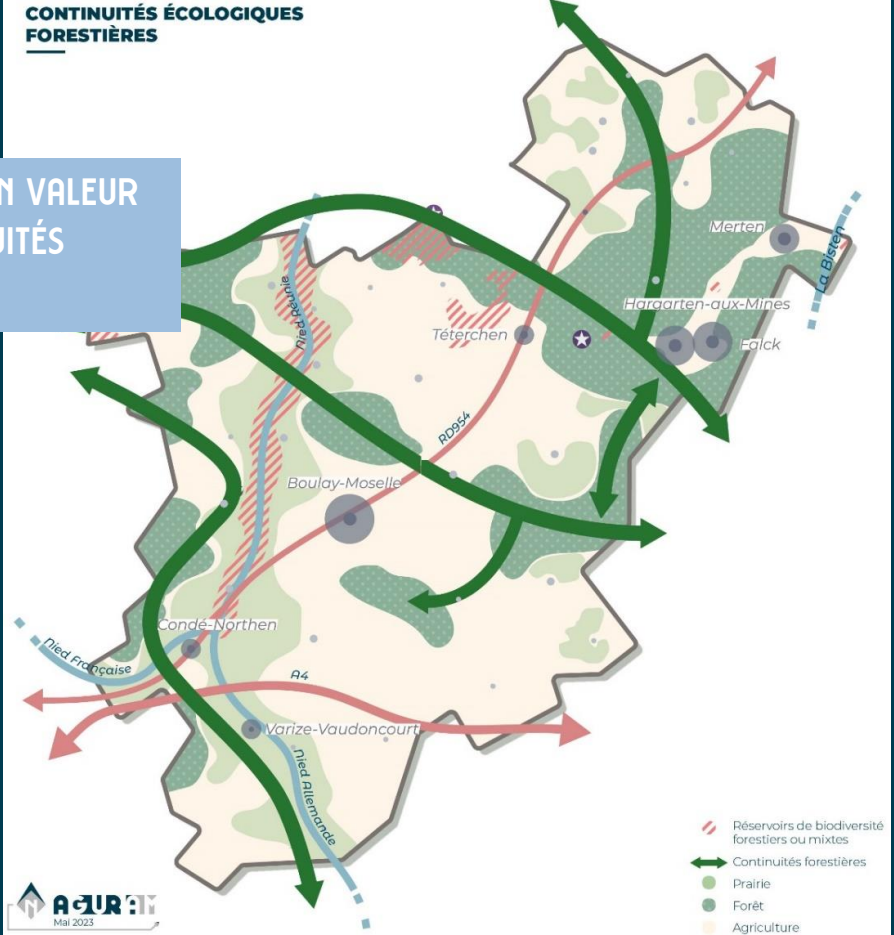 CONTINUITÉS ÉCOLOGIQUES
FORESTIÈRES
N VALEUR
UITÉS
Merten
La Bisten
Nied Réunie
Hargarten-aux-Mines
Téterchen
Falck
RD954
Boulay-Moselle
Condé-Northen
Nied Française
A4
Varize-Vaudoncourt
Nied Allemande
Réservoirs de biodiversité
forestiers ou mixtes
Continuités forestières
Prairie
Forêt
Agriculture
N AGURAM
Mai 2023